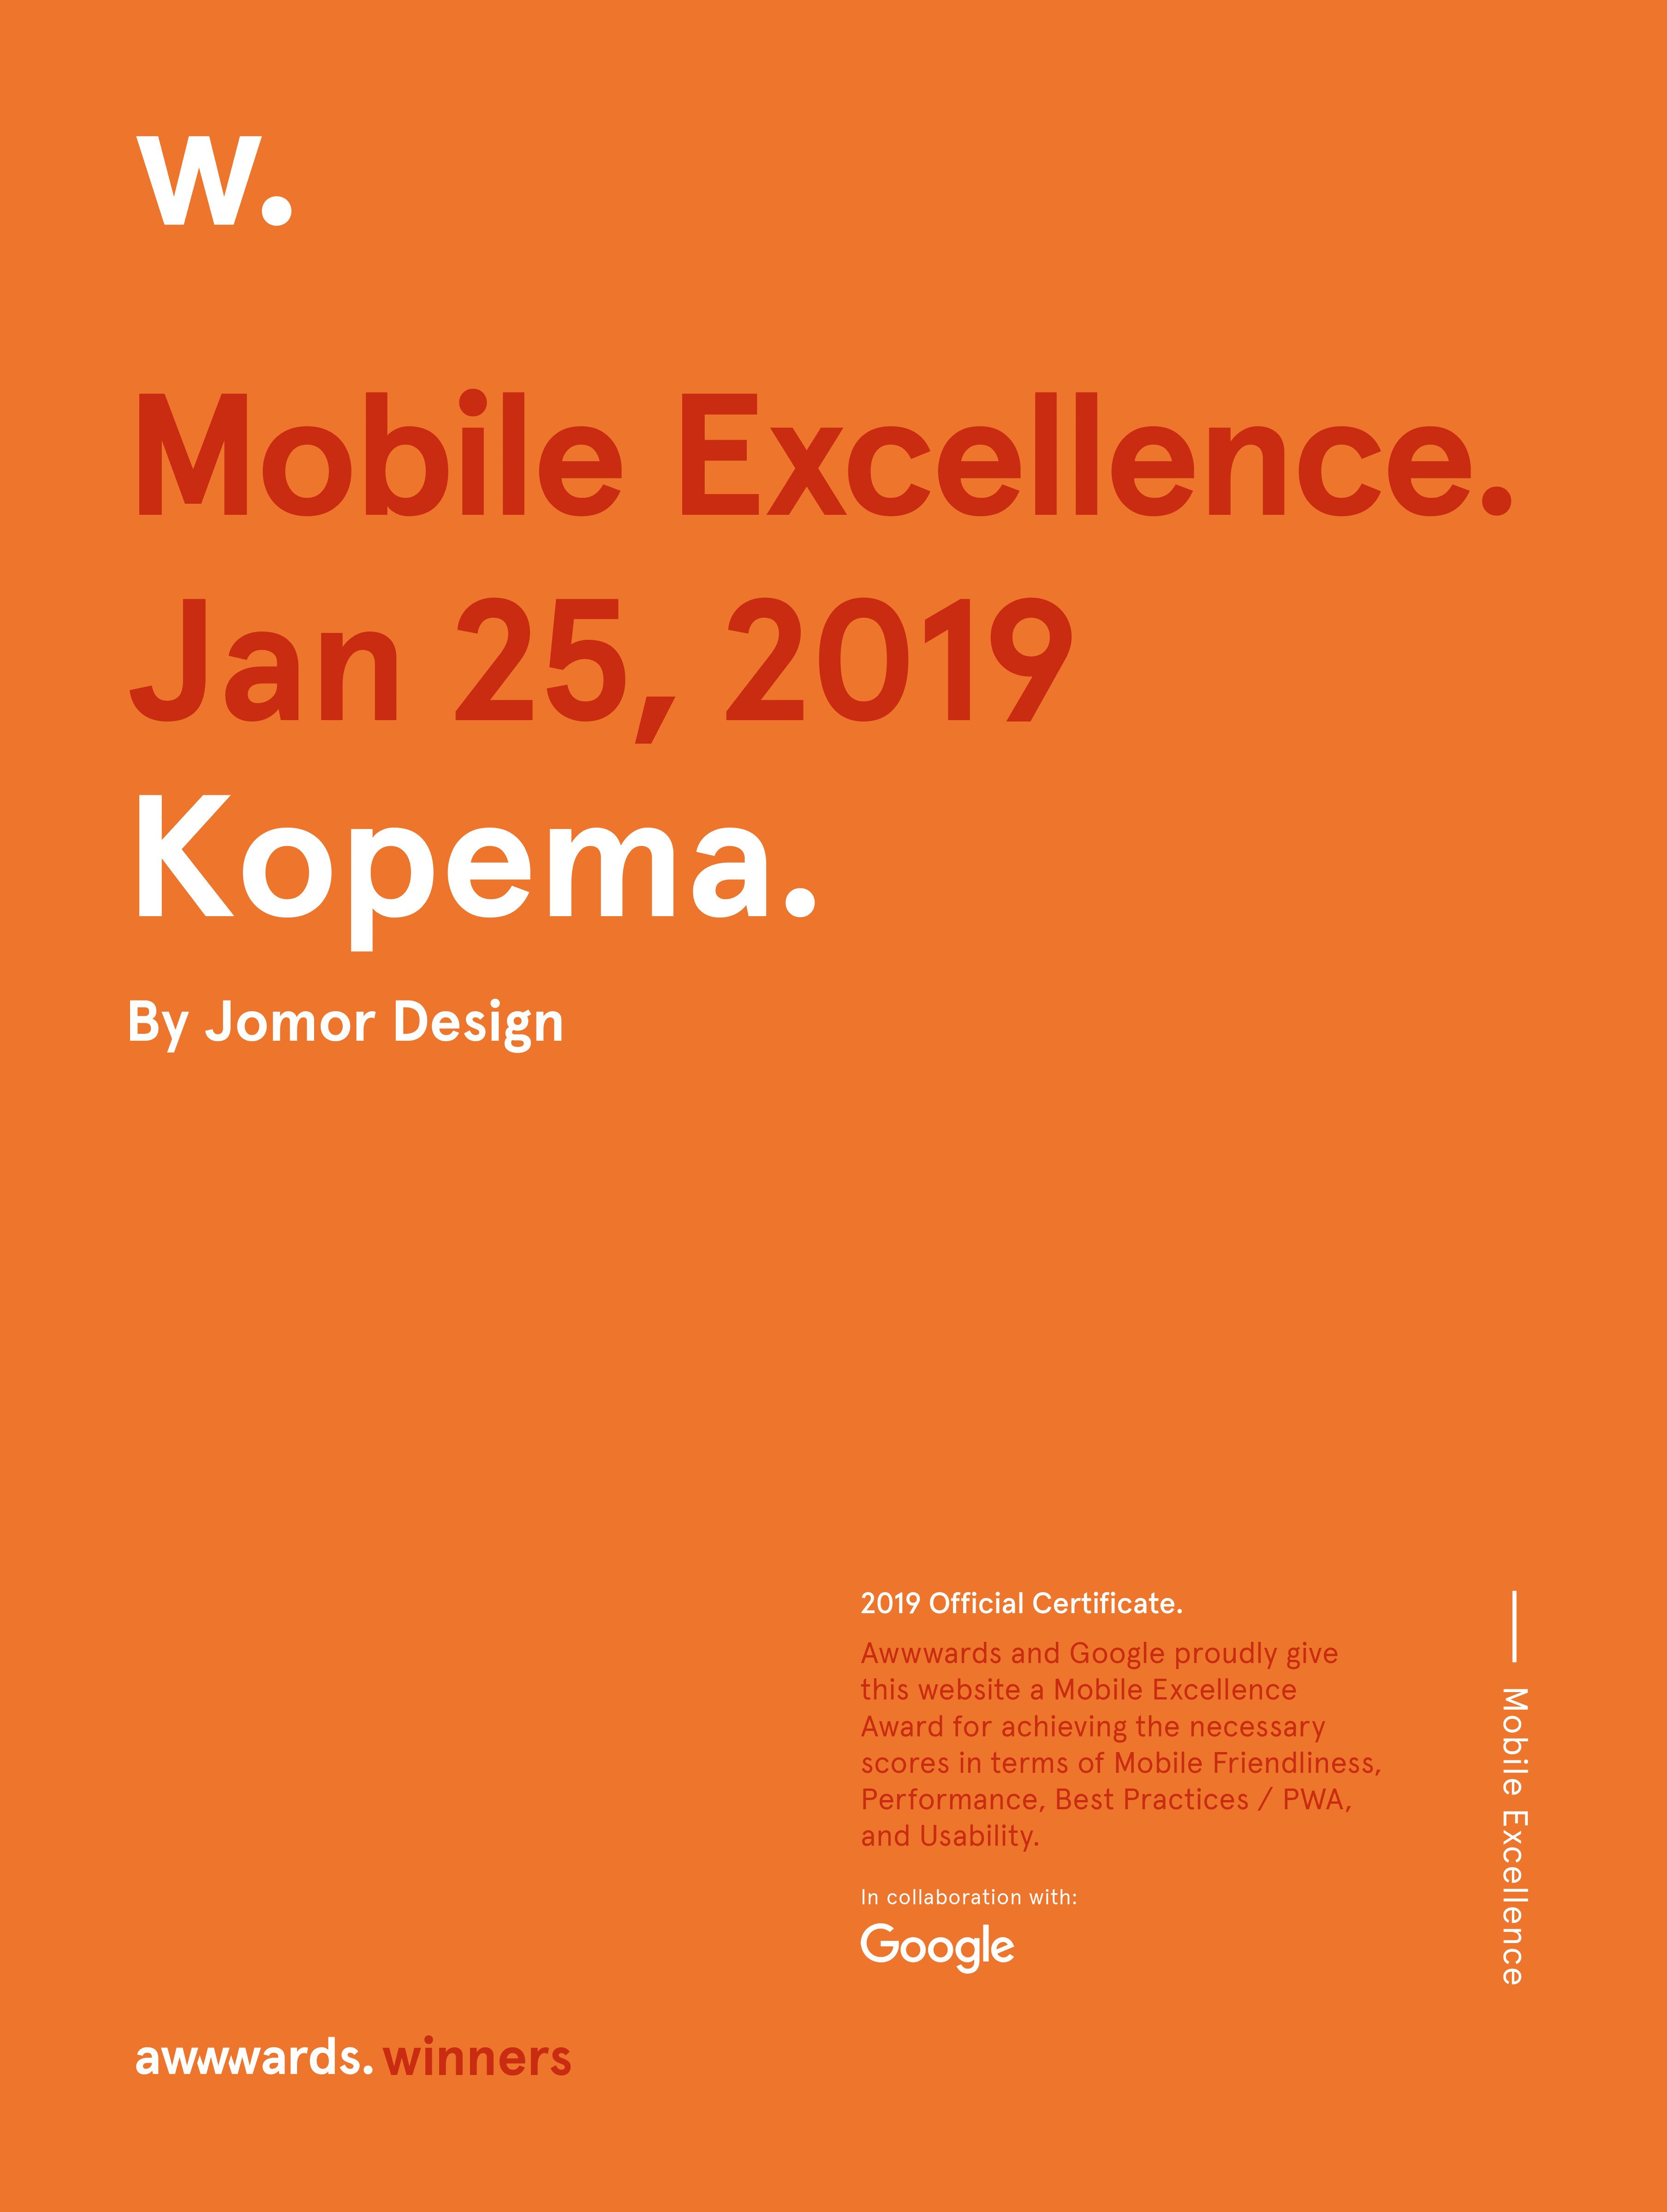 w.
Mobile Excellence.
Jan 25, 2019
Kopema.
By Jomor Design
2019 Official Certificate.
Awwwards and Google proudly give
this website a Mobile Excellence
Award for achieving the necessary
scores in terms of Mobile Friendliness,
Performance, Best Practices / PWA,
and Usability.
In collaboration with:
Google
Mobile Excellence
awwwards. winners